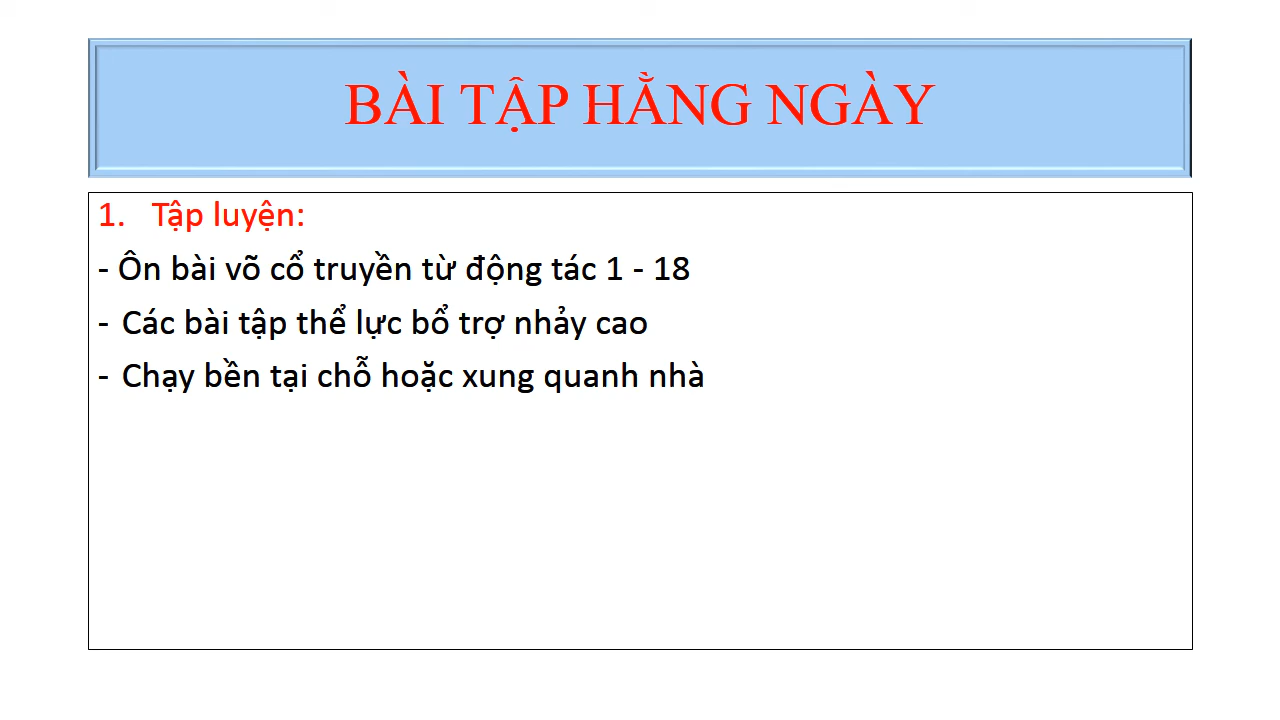 BÀI TẬP HẰNG NGÀY
1. Tập luyện:
- Ôn bài võ cổ truyền từ động tác 1 - 18
- Các bài tập thể lực bổ trợ nhảy cao
- Chạy bền tại chỗ hoặc xung quanh nhà